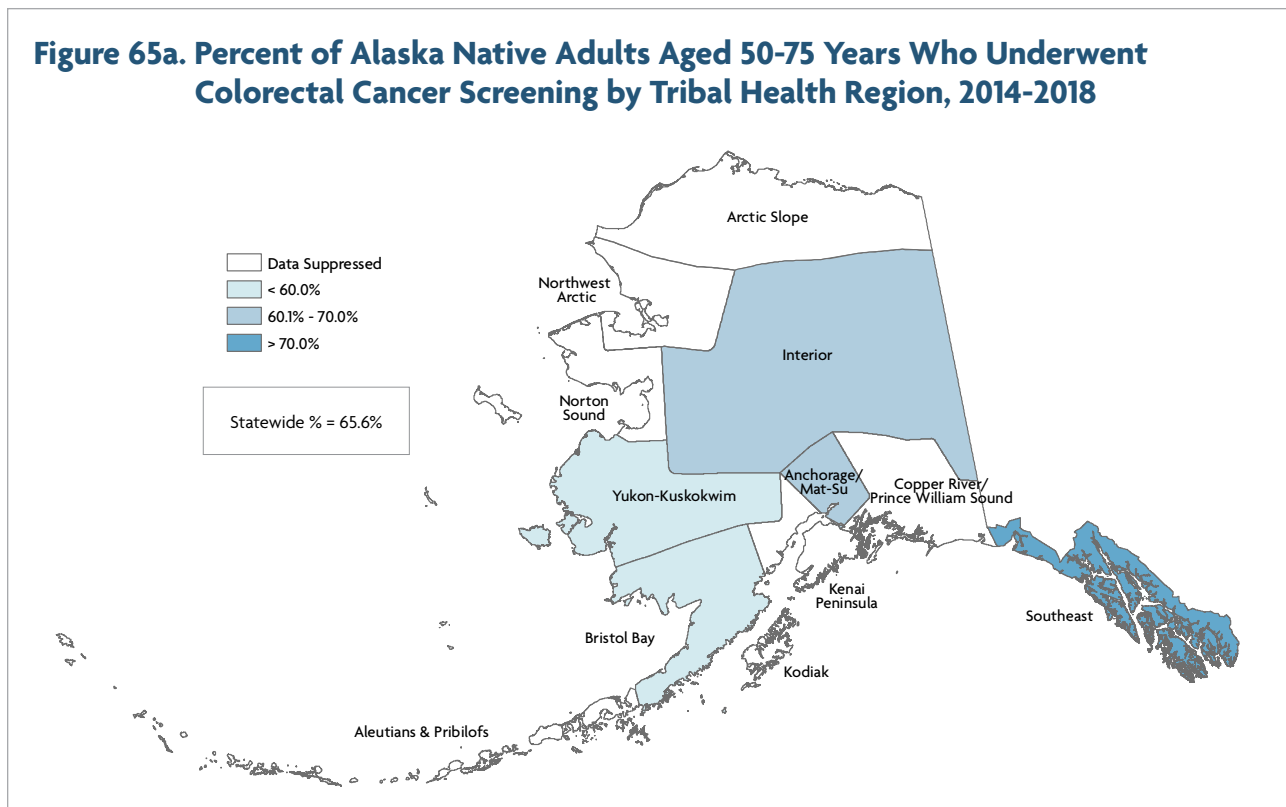 Figure 65a. Percent of Alaska Native Adults Aged 50-75 Years Who Underwent
Colorectal Cancer Screening by Tribal Health Region, 2014-2018
Arctic Slope
Data Suppressed
< 60.0%
60.1% - 70.0%
> 70.0%
Northwest
Arctic
Interior
Statewide % = 65.6%
Norton
Sound
Yukon-Kuskokwim
Anchorage/
Mat-Su
Copper River/
Prince William Sound
Kenai
Peninsula
Southeast
Bristol Bay
Kodiak
Aleutians & Pribilofs